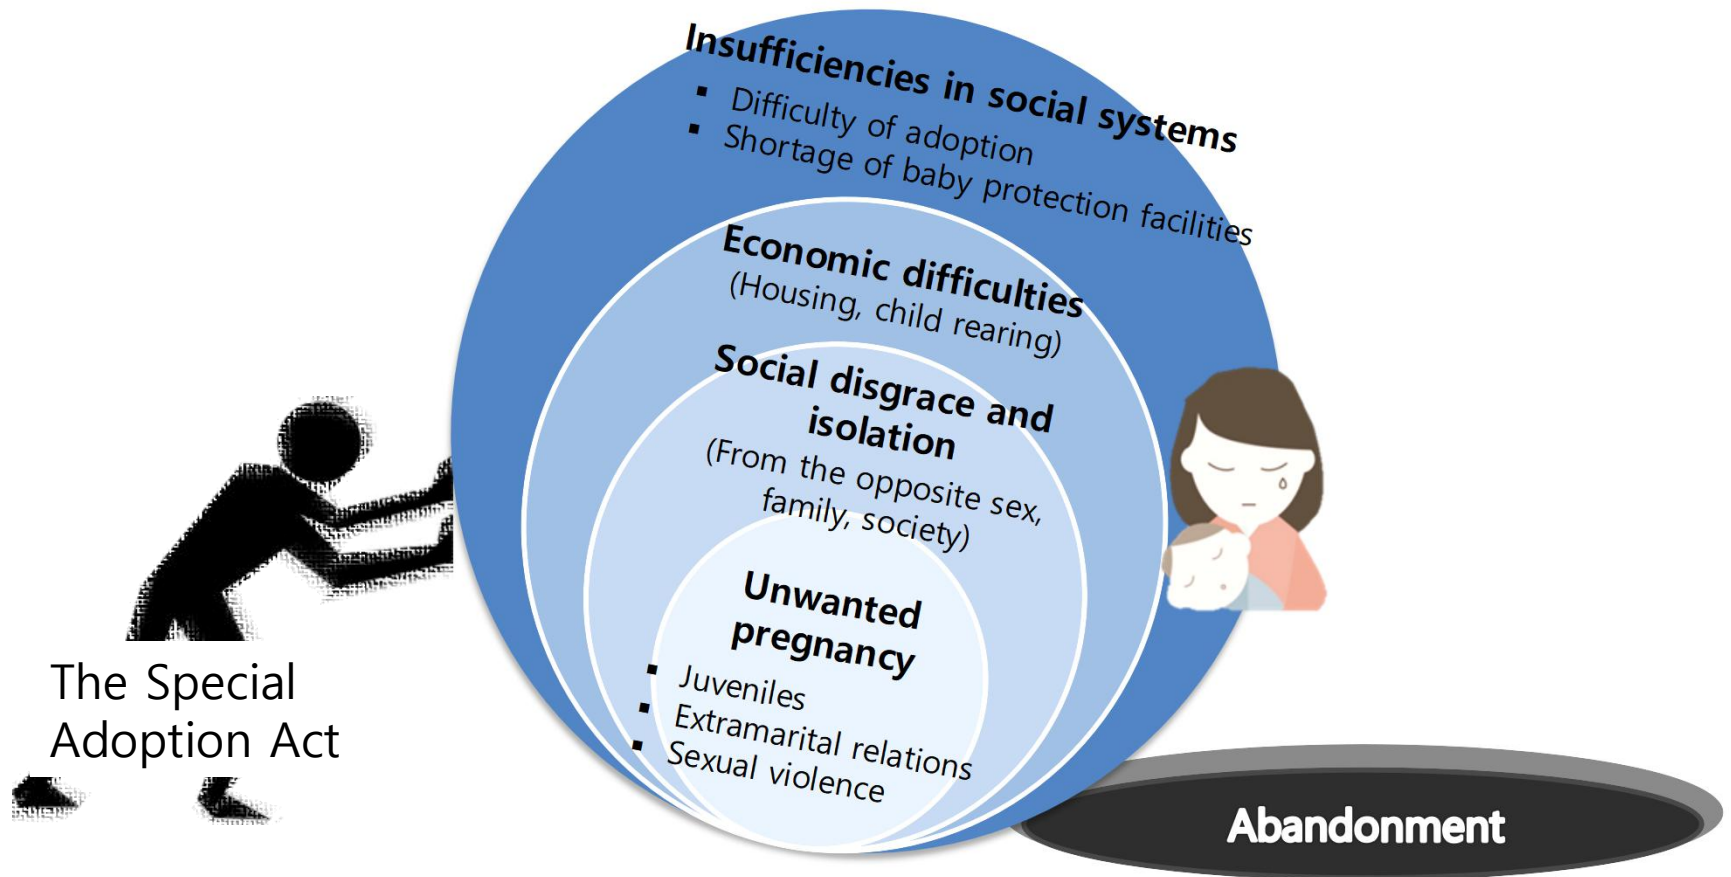 Insufficiencies in social systems
▪ Difficulty of adoption
▪ Shortage of baby protection facilities
Economic difficulties
(Housing, child rearing)
Social disgrace and
isolation
(From the opposite sex,
family, society)
Unwanted
pregnancy
▪ Juveniles
▪ Extramarital relations
▪ Sexual violence
The Special
Adoption Act
Abandonment